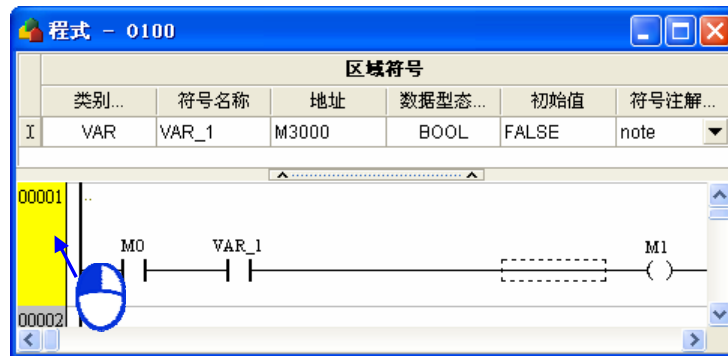 程式 - 0100
区域符号
类别... 符号名称 地址 数据型态... 初始值 符号注解...
I VAR VAR_1 M3000 BOOL FALSE note
00001 ..
M0 VAR_1 M1
00002